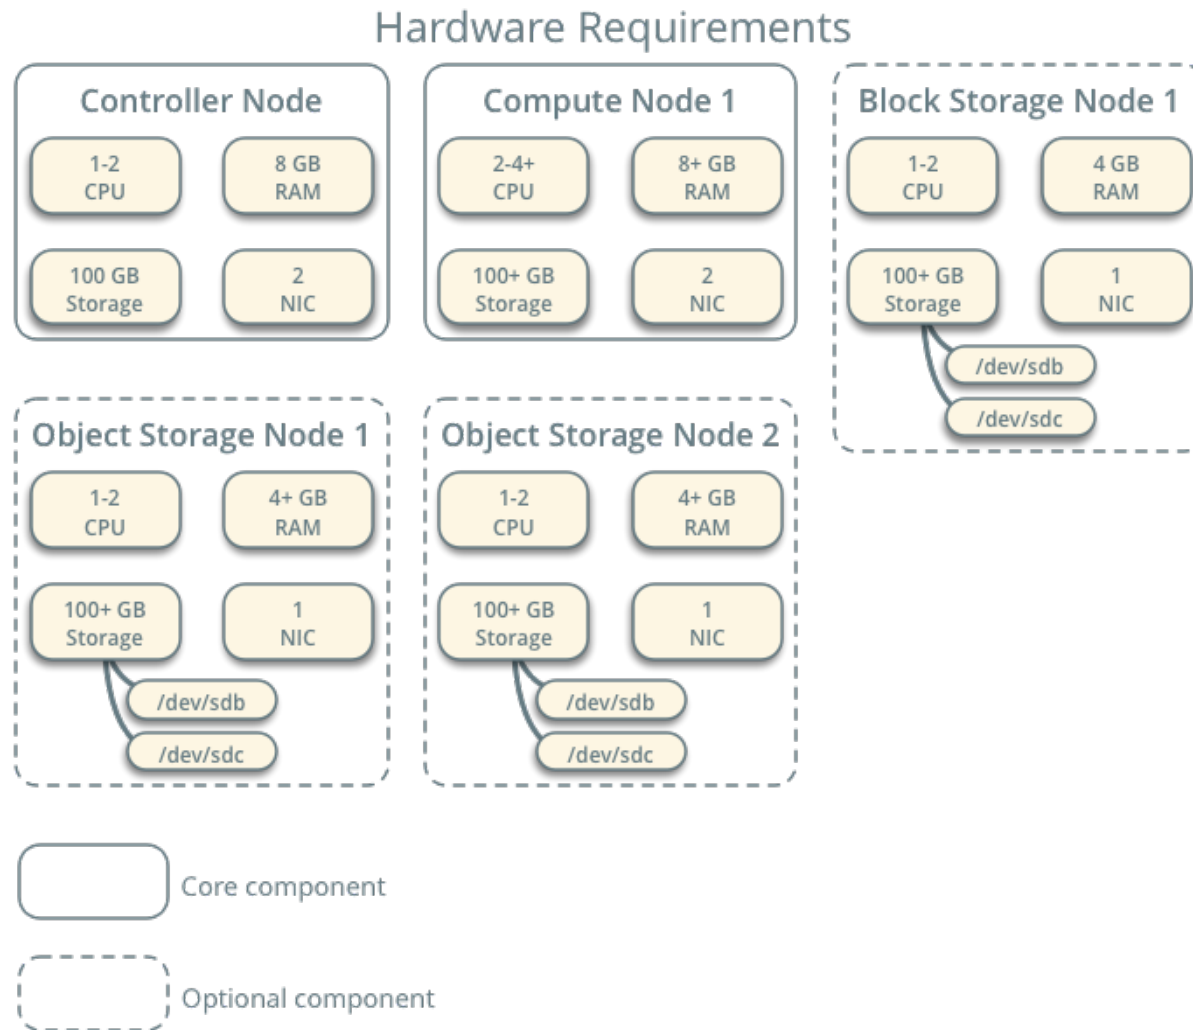 Hardware Requirements
Controller Node
1-2
CPU
8 GB
RAM
100 GB
Storage
2
NIC
Compute Node 1
2-4+
CPU
8+ GB
RAM
100+ GB
Storage
2
NIC
Block Storage Node 1
1-2
CPU
4 GB
RAM
100+ GB
Storage
1
NIC
/dev/sdb
/dev/sdc
Object Storage Node 1
1-2
CPU
4+ GB
RAM
100+ GB
Storage
1
NIC
/dev/sdb
/dev/sdc
Object Storage Node 2
1-2
CPU
4+ GB
RAM
100+ GB
Storage
1
NIC
/dev/sdb
/dev/sdc
Core component
Optional component